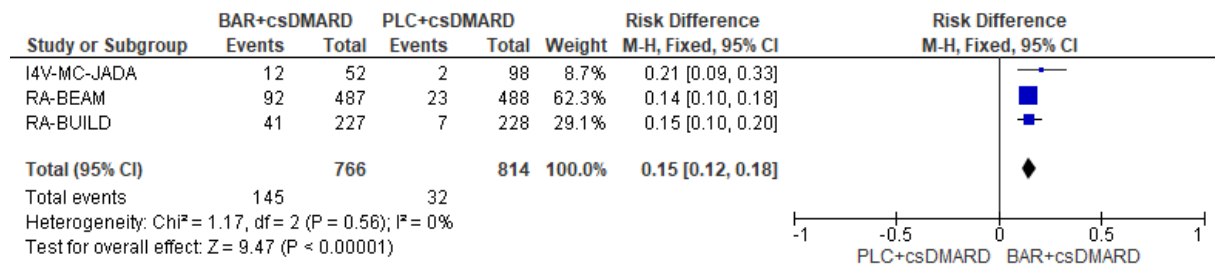 BAR+csDMARD PLC+csDMARD Risk Difference Risk Difference
Study or Subgroup Events Total Events Total Weight M-H, Fixed, 95% CI M-H, Fixed, 95% CI
I4V-MC-JADA 12 52 2 98 8.7% 0.21 [0.09, 0.33]
RA-BEAM 92 487 23 488 62.3% 0.14 [0.10, 0.18]
RA-BUILD 41 227 7 228 29.1% 0.15 [0.10, 0.20]
Total (95% CI) 766 814 100.0% 0.15 [0.12, 0.18]
Total events 145 32
Heterogeneity: Chi² = 1.17, df = 2 (P = 0.56); I² = 0%
Test for overall effect: Z = 9.47 (P < 0.00001)
-1 -0.5 0 0.5 1
PLC+csDMARD BAR+csDMARD